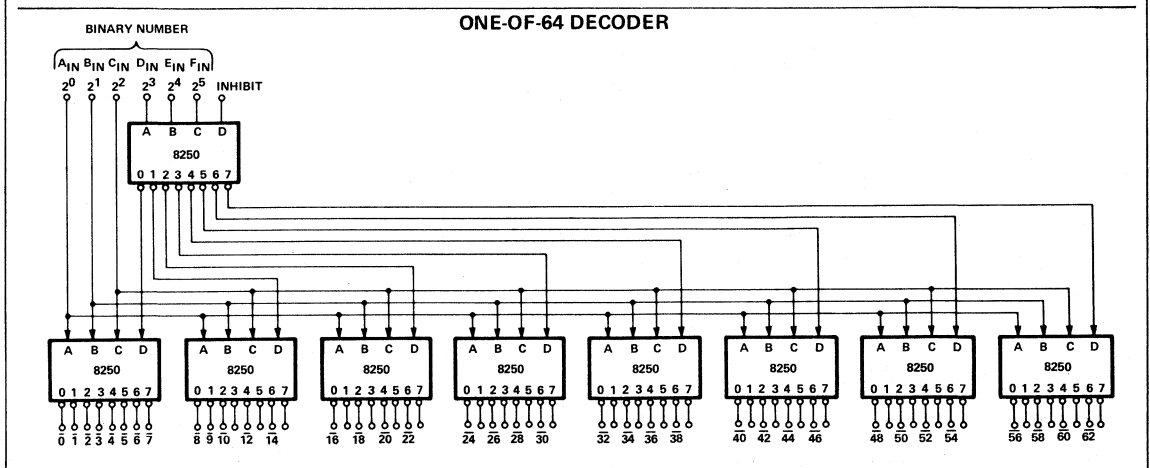 ONE-OF-64 DECODER
BINARY NUMBER
A_IN B_IN C_IN D_IN E_IN F_IN
2⁰ 2¹ 2² 2³ 2⁴ 2⁵ INHIBIT
A B C D
8250
0 1 2 3 4 5 6 7
A B C D A B C D A B C D A B C D A B C D A B C D A B C D A B C D
8250 8250 8250 8250 8250 8250 8250 8250
0 1 2 3 4 5 6 7 0 1 2 3 4 5 6 7 0 1 2 3 4 5 6 7 0 1 2 3 4 5 6 7 0 1 2 3 4 5 6 7 0 1 2 3 4 5 6 7 0 1 2 3 4 5 6 7 0 1 2 3 4 5 6 7
0 1 2 3 4 5 6 7 8 9 10 12 14 16 18 20 22 24 26 28 30 32 34 36 38 40 42 44 46 48 50 52 54 56 58 60 62